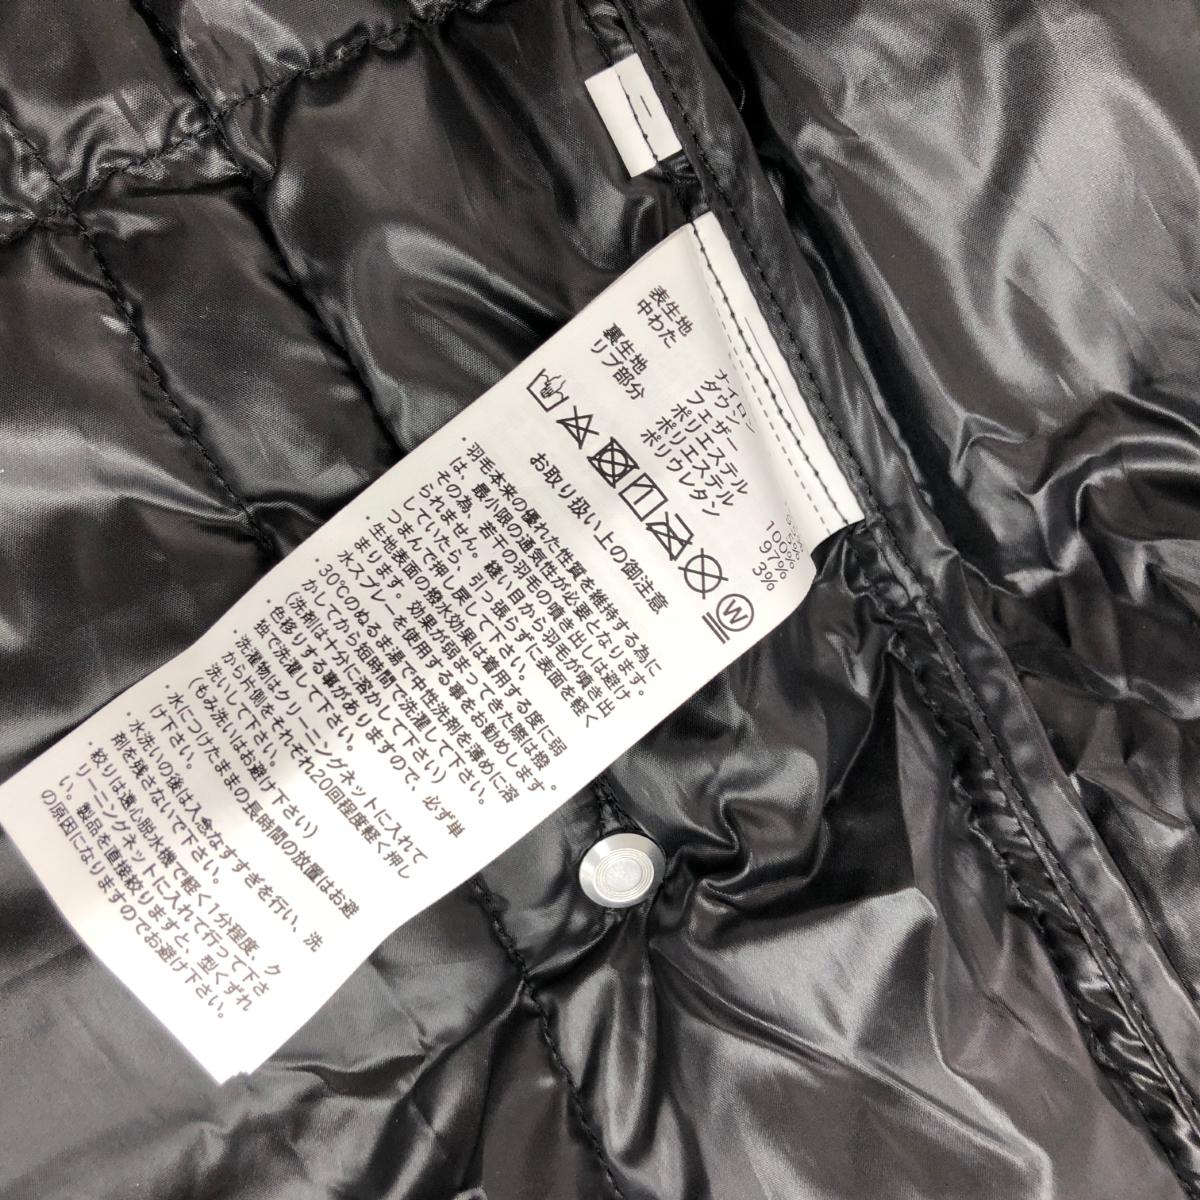 表生地 ナイロン
中わた ダウン
フェザー
裏生地 ポリエステル 100%
リブ部分 ポリエステル 97%
ポリウレタン 3%
W
お取り扱い上の御注意
・羽毛本来の優れた性質を維持する為に
は、最小限の通気性が必要となります。
その為、若干の羽毛の噴き出しは避け
られません。縫い目から羽毛が噴き出
していたら、引っ張らずに表面を軽く
つまんで押し戻して下さい。
・生地表面の撥水効果は着用する度に弱
まります。効果が弱まってきた際は撥
水スプレーを使用する事をお勧めします。
・30℃のぬるま湯で中性洗剤を薄めに溶
かしてから短時間で洗濯して下さい。
(洗剤は十分に溶かして下さい)
・色移りする事がありますので、必ず単
独で洗濯して下さい。
・洗濯物はクリーニングネットに入れて
から片側をそれぞれ20回程度軽く押し
洗いして下さい。
(もみ洗いはお避け下さい)
・水につけたままの長時間の放置はお避
け下さい。
・水洗いの後は入念なすすぎを行い、洗
剤を残さないで下さい。
・絞りは遠心脱水機で軽く1分程度、ク
リーニングネットに入れて行って下さ
い。製品を直接絞りますと、型くずれ
の原因になりますのでお避け下さい。